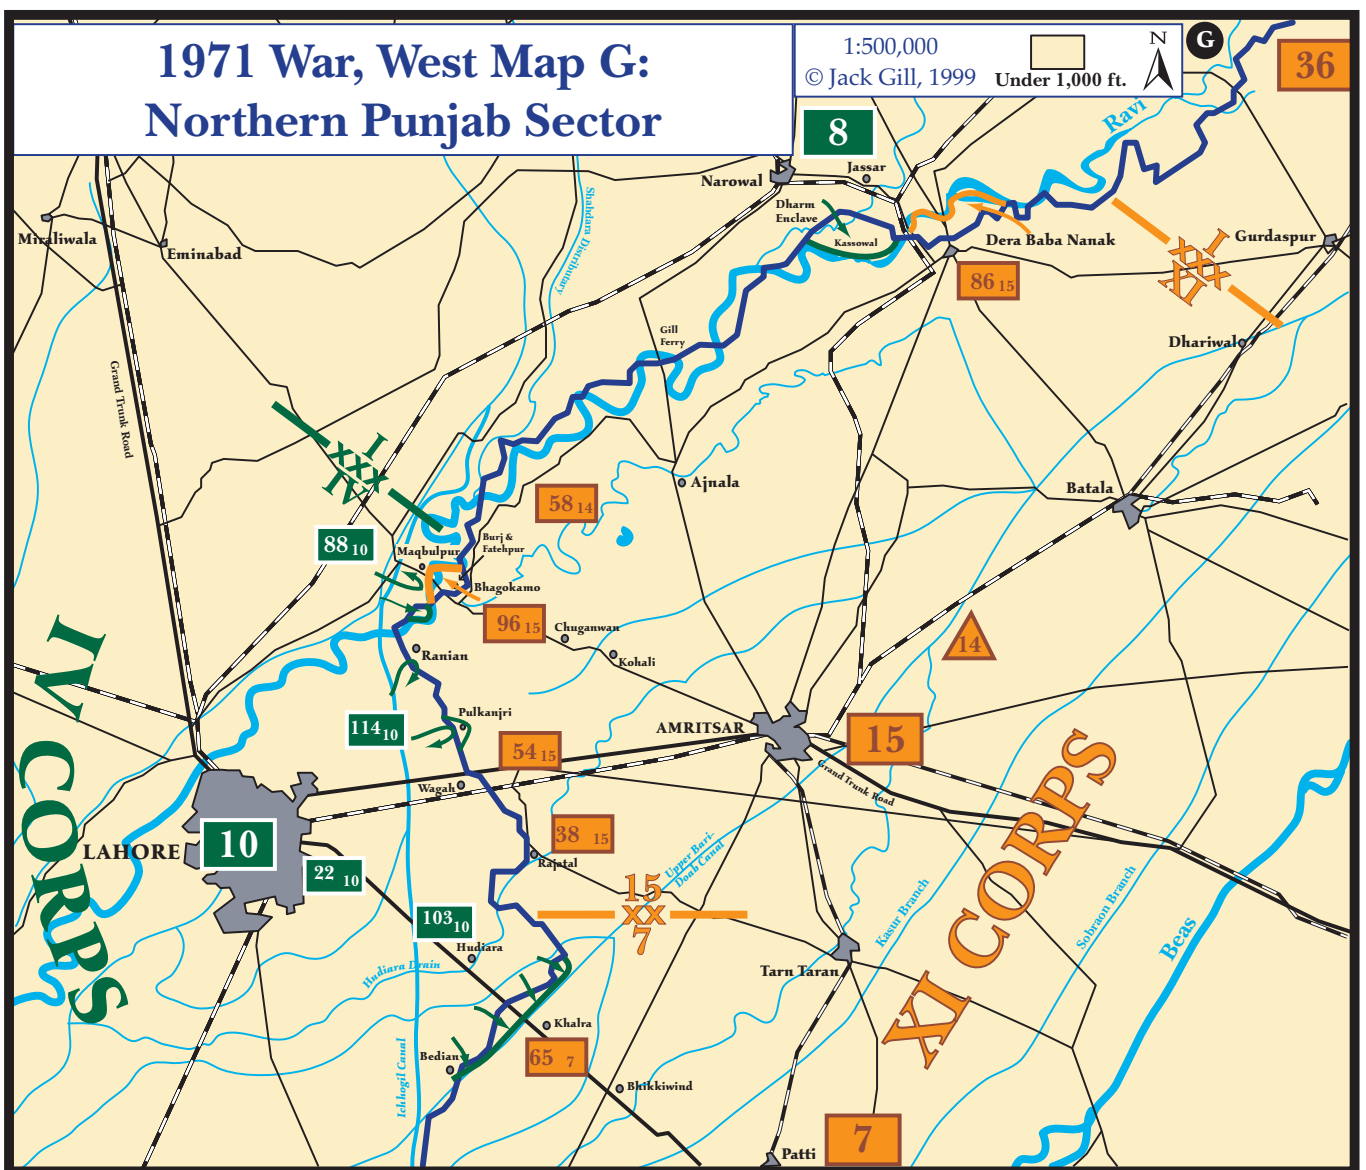 1971 War, West Map G:
Northern Punjab Sector
1:500,000
© Jack Gill, 1999
Under 1,000 ft.
N
G
36
8
Ravi
Narowal
Jassar
Dharm
Enclave
Kassowal
Dera Baba Nanak
Gurdaspur
I
XXX
XI
86 15
Dhariwal
Miraliwala
Eminabad
Shahdara Distributary
Grand Trunk Road
Gill
Ferry
I
XXX
IV
Ajnala
Batala
58 14
88 10
Maqbulpur
Burj &
Fatehpur
Bhagokamo
96 15
Chuganwan
Kohali
Ranian
14
IV CORPS
Pulkanjri
114 10
54 15
AMRITSAR
15
Wagah
Grand Trunk Road
38 15
Rajatal
LAHORE
10
22 10
Upper Bari-
Doab Canal
15
XX
7
103 10
Hudiara
Hudiara Drain
Kasur Branch
Sobraon Branch
Beas
XI CORPS
Tarn Taran
Khalra
Bedian
65 7
Ichhogil Canal
Bhikkiwind
7
Patti